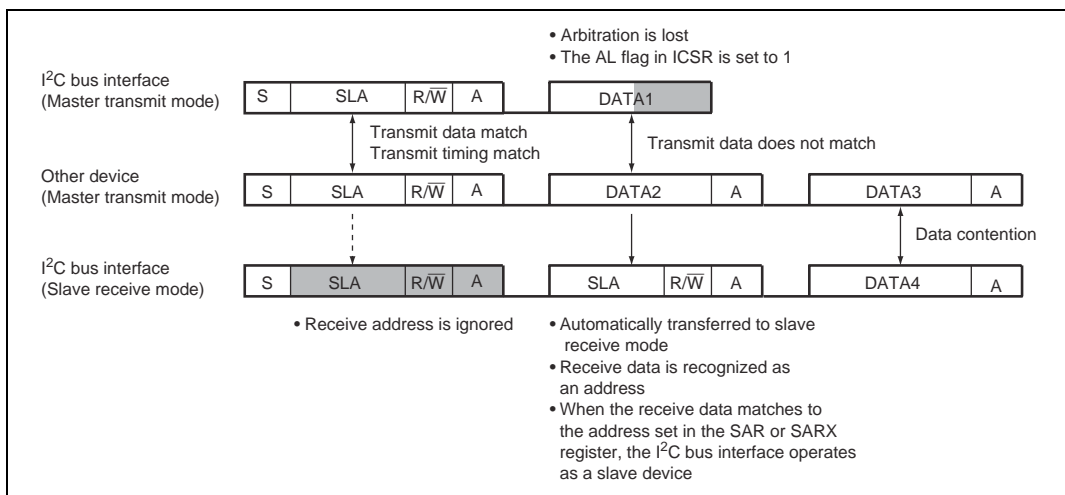 • Arbitration is lost
• The AL flag in ICSR is set to 1
I²C bus interface
(Master transmit mode)
S SLA R/W̅ A DATA1
Transmit data match
Transmit timing match
Transmit data does not match
Other device
(Master transmit mode)
S SLA R/W̅ A DATA2 A DATA3 A
Data contention
I²C bus interface
(Slave receive mode)
S SLA R/W̅ A SLA R/W̅ A DATA4 A
• Receive address is ignored
• Automatically transferred to slave
receive mode
• Receive data is recognized as
an address
• When the receive data matches to
the address set in the SAR or SARX
register, the I²C bus interface operates
as a slave device